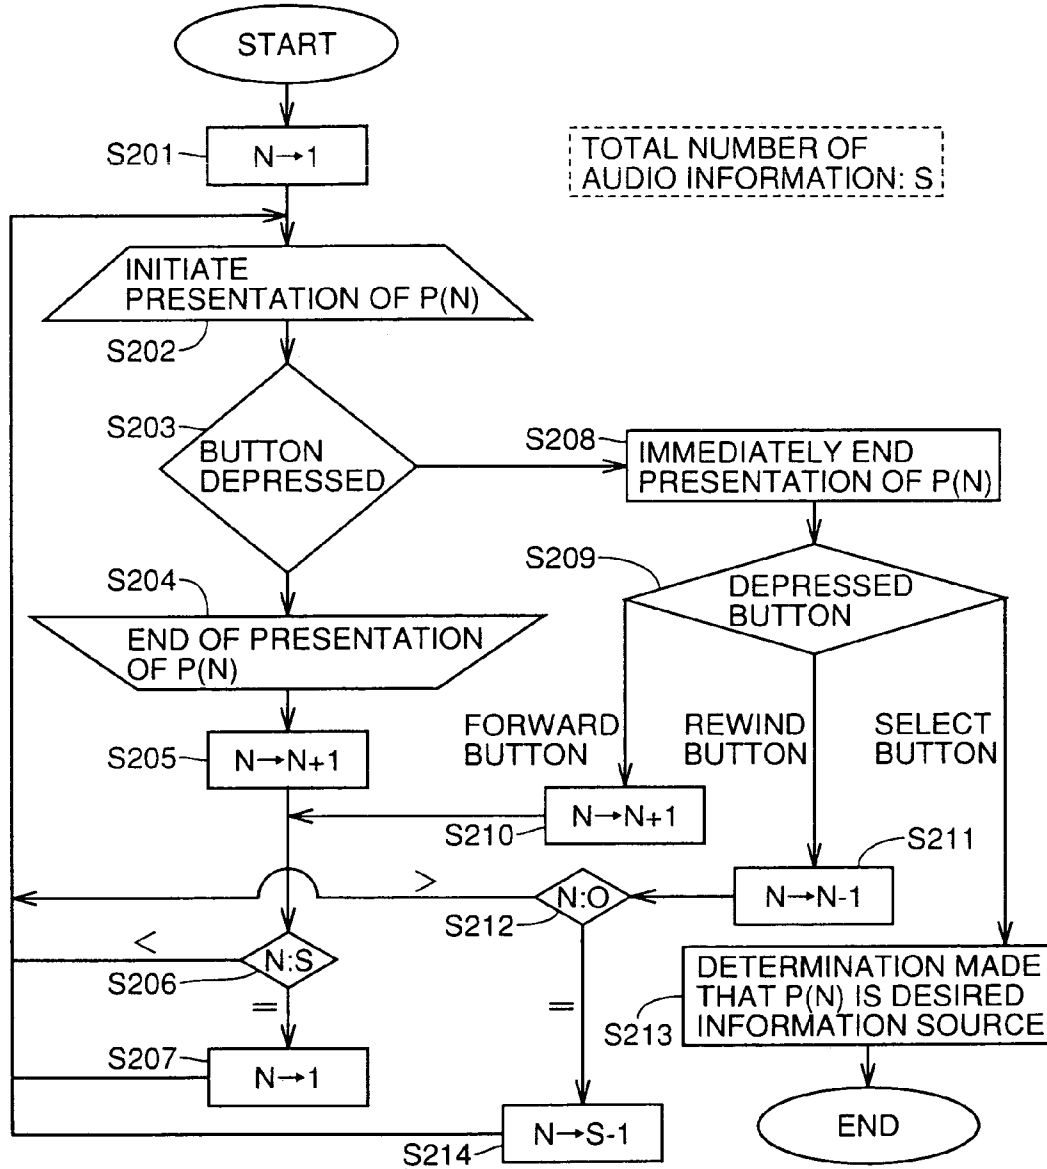 START
S201
N→1
TOTAL NUMBER OF
AUDIO INFORMATION: S
INITIATE
PRESENTATION OF P(N)
S202
S203
BUTTON
DEPRESSED
S208
IMMEDIATELY END
PRESENTATION OF P(N)
S209
DEPRESSED
BUTTON
S204
END OF PRESENTATION
OF P(N)
FORWARD
BUTTON
REWIND
BUTTON
SELECT
BUTTON
S205
N→N+1
N→N+1
S210
S211
N→N-1
>
N:O
S212
<
N:S
S206
=
=
DETERMINATION MADE
THAT P(N) IS DESIRED
INFORMATION SOURCE
S213
S207
N→1
N→S-1
S214
END